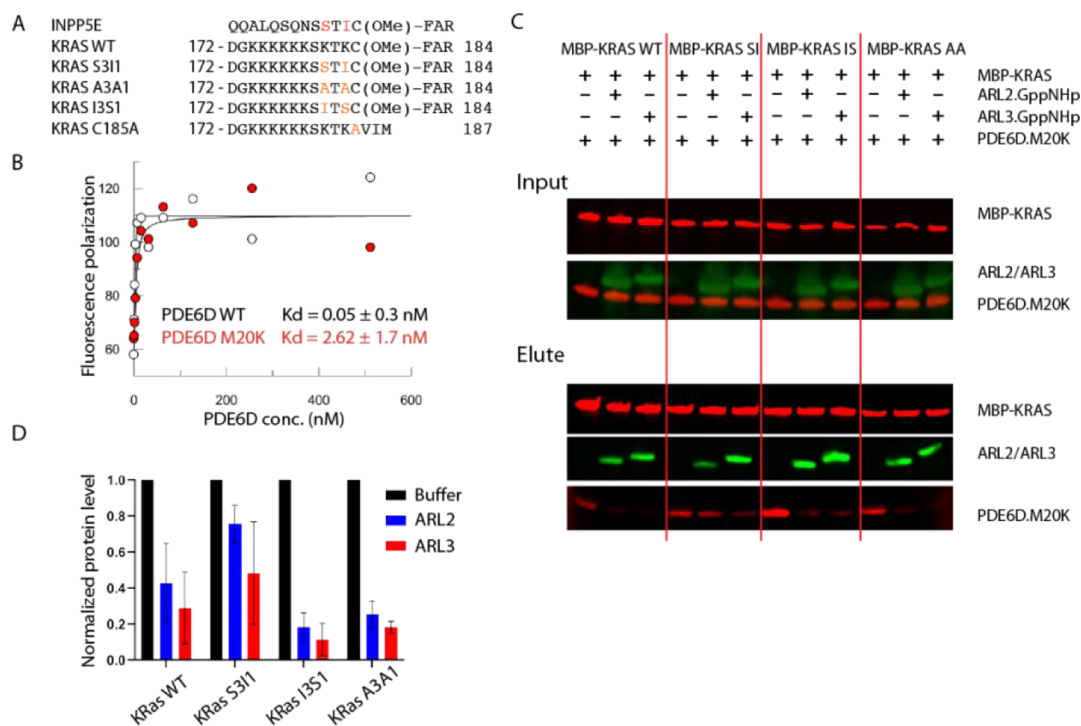 A
INPP5E QQALQSQNSSTIC(OMe)-FAR
KRAS WT 172-DGKKKKKKSKTKC(OMe)-FAR 184
KRAS S3I1 172-DGKKKKKKSSTIC(OMe)-FAR 184
KRAS A3A1 172-DGKKKKKKSATAC(OMe)-FAR 184
KRAS I3S1 172-DGKKKKKKSITSC(OMe)-FAR 184
KRAS C185A 172-DGKKKKKKSKTKAVIM 187
B
Fluorescence polarization
120
100
80
60
PDE6D WT Kd = 0.05 ± 0.3 nM
PDE6D M20K Kd = 2.62 ± 1.7 nM
0 200 400 600
PDE6D conc. (nM)
C
MBP-KRAS WT MBP-KRAS SI MBP-KRAS IS MBP-KRAS AA
+ + + + + + + + + + + + MBP-KRAS
– + – – + – – + – – + – ARL2.GppNHp
– – + – – + – – + – – + ARL3.GppNHp
+ + + + + + + + + + + + PDE6D.M20K
Input
MBP-KRAS
ARL2/ARL3
PDE6D.M20K
Elute
MBP-KRAS
ARL2/ARL3
PDE6D.M20K
D
Normalized protein level
1.0
0.8
0.6
0.4
0.2
0.0
Buffer
ARL2
ARL3
KRas WT
KRas S3I1
KRas I3S1
KRas A3A1